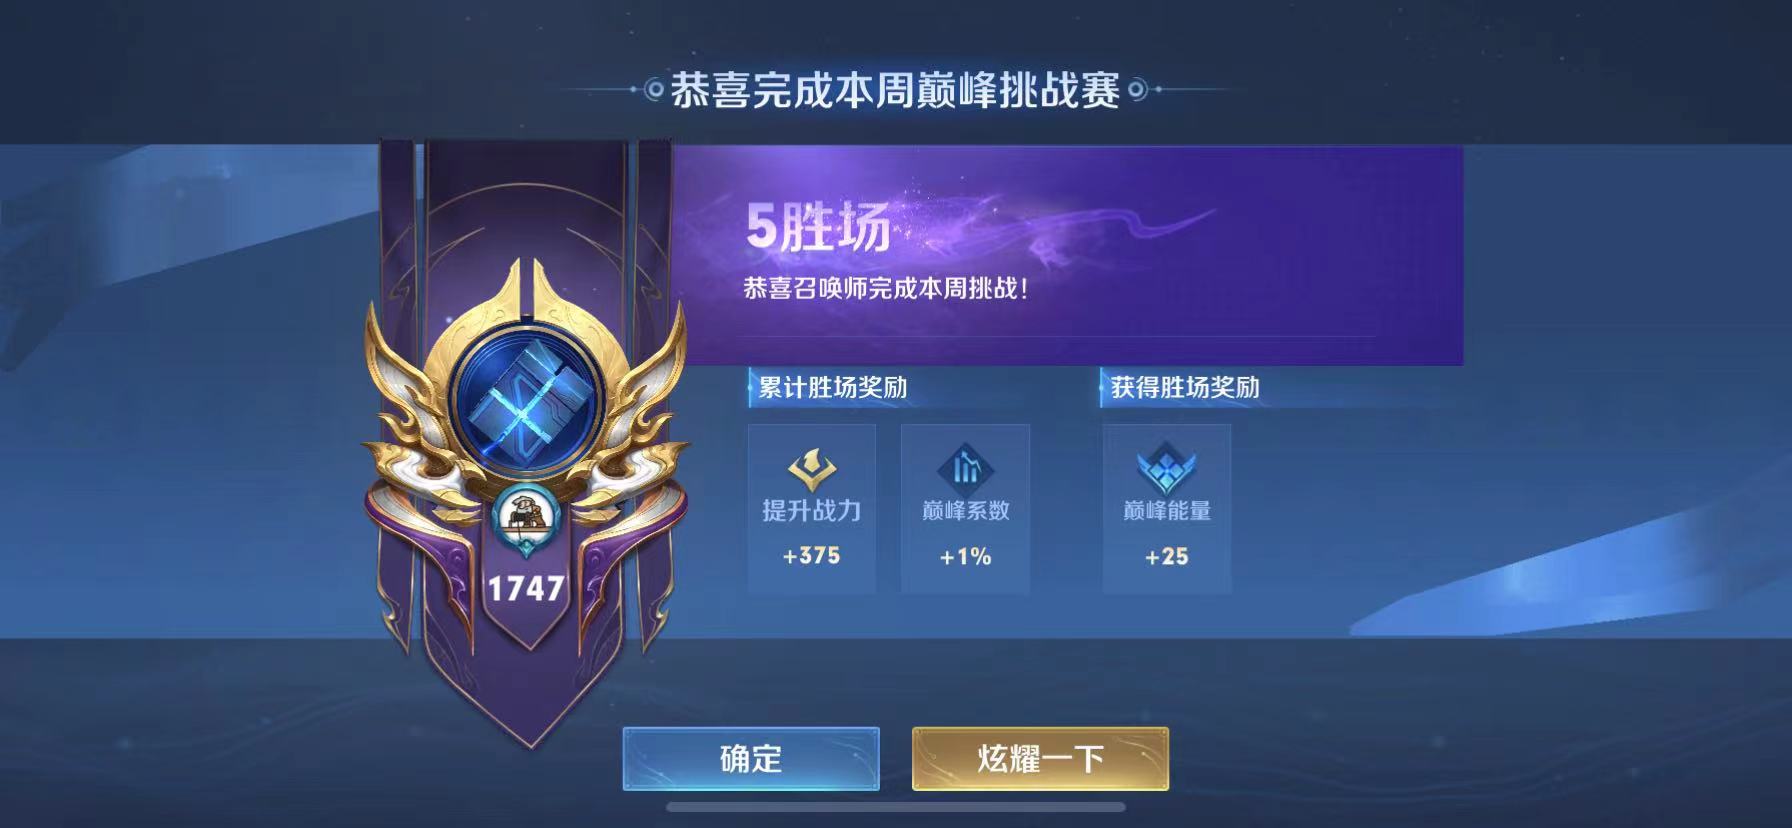 恭喜完成本周巅峰挑战赛
5胜场
恭喜召唤师完成本周挑战！
累计胜场奖励
获得胜场奖励
提升战力
+375
巅峰系数
+1%
巅峰能量
+25
1747
确定
炫耀一下